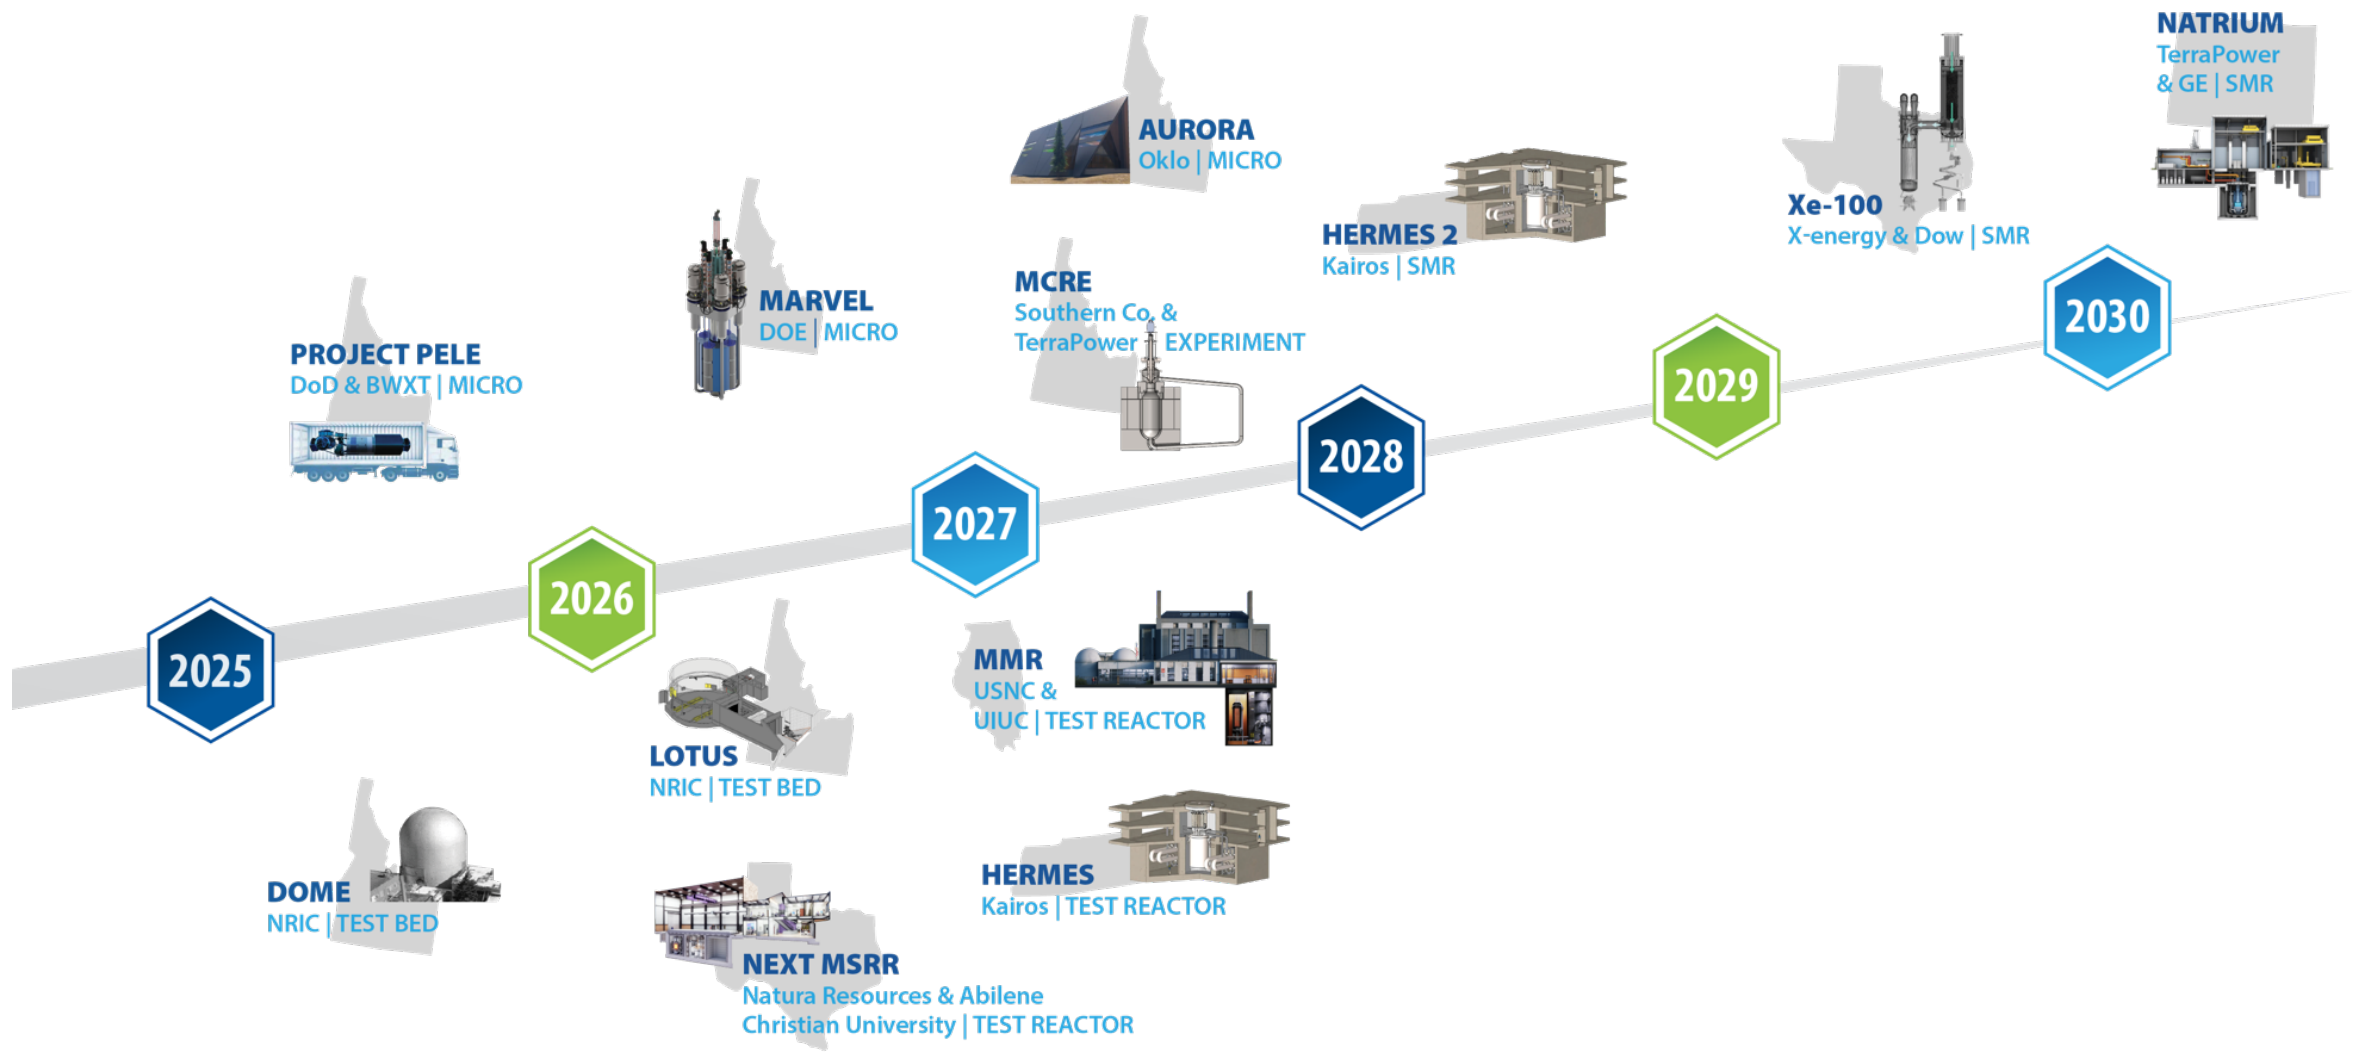 NATRIUM
TerraPower
& GE | SMR
AURORA
Oklo | MICRO
Xe-100
X-energy & Dow | SMR
HERMES 2
Kairos | SMR
MCRE
Southern Co. &
TerraPower | EXPERIMENT
MARVEL
DOE | MICRO
PROJECT PELE
DoD & BWXT | MICRO
2025
2026
2027
2028
2029
2030
DOME
NRIC | TEST BED
LOTUS
NRIC | TEST BED
NEXT MSRR
Natura Resources & Abilene
Christian University | TEST REACTOR
MMR
USNC &
UIUC | TEST REACTOR
HERMES
Kairos | TEST REACTOR